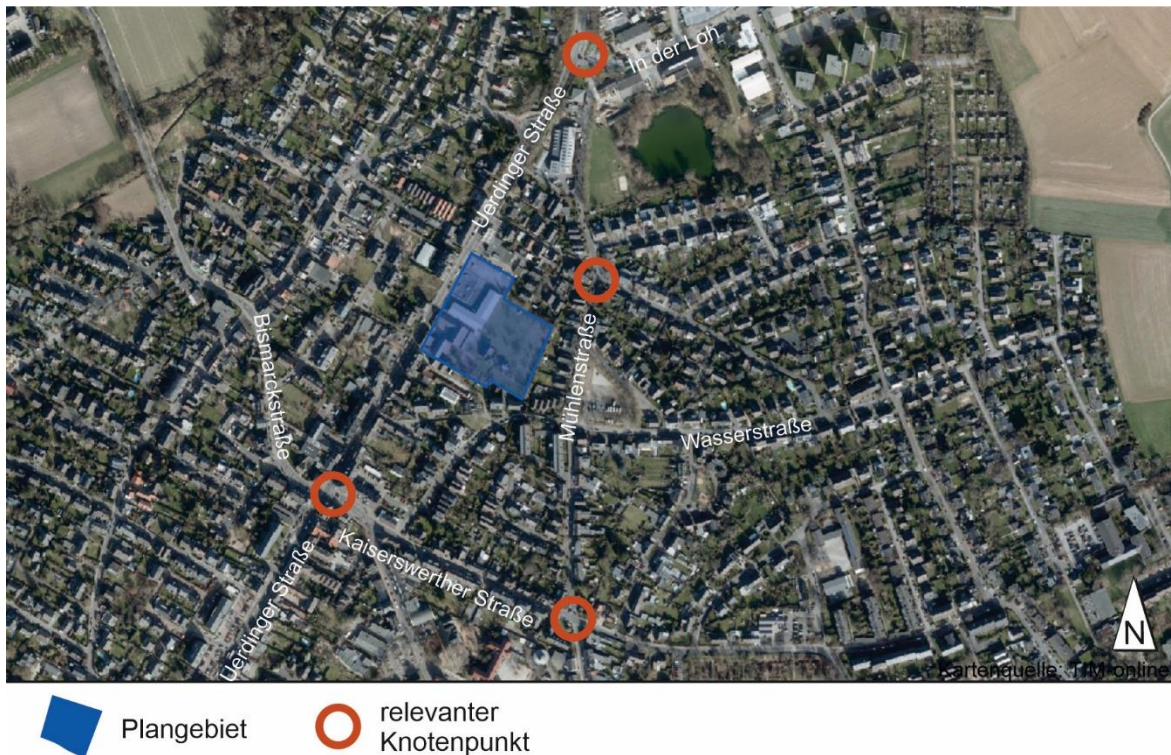 In der Loh
Uerdinger Straße
Bismarckstraße
Mühlenstraße
Wasserstraße
Kaiserswerther Straße
Uerdinger Straße
N
Kartenquelle: TIM-online
Plangebiet
relevanter
Knotenpunkt